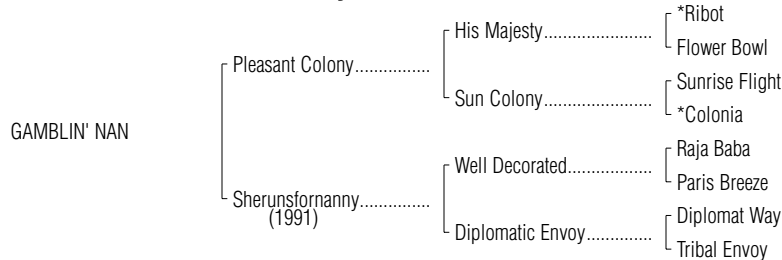 *Ribot
His Majesty......................
Flower Bowl
Pleasant Colony................
Sunrise Flight
Sun Colony.......................
*Colonia
GAMBLIN' NAN
Raja Baba
Well Decorated.................
Paris Breeze
Sherunsfornanny...............
(1991)
Diplomat Way
Diplomatic Envoy.............
Tribal Envoy